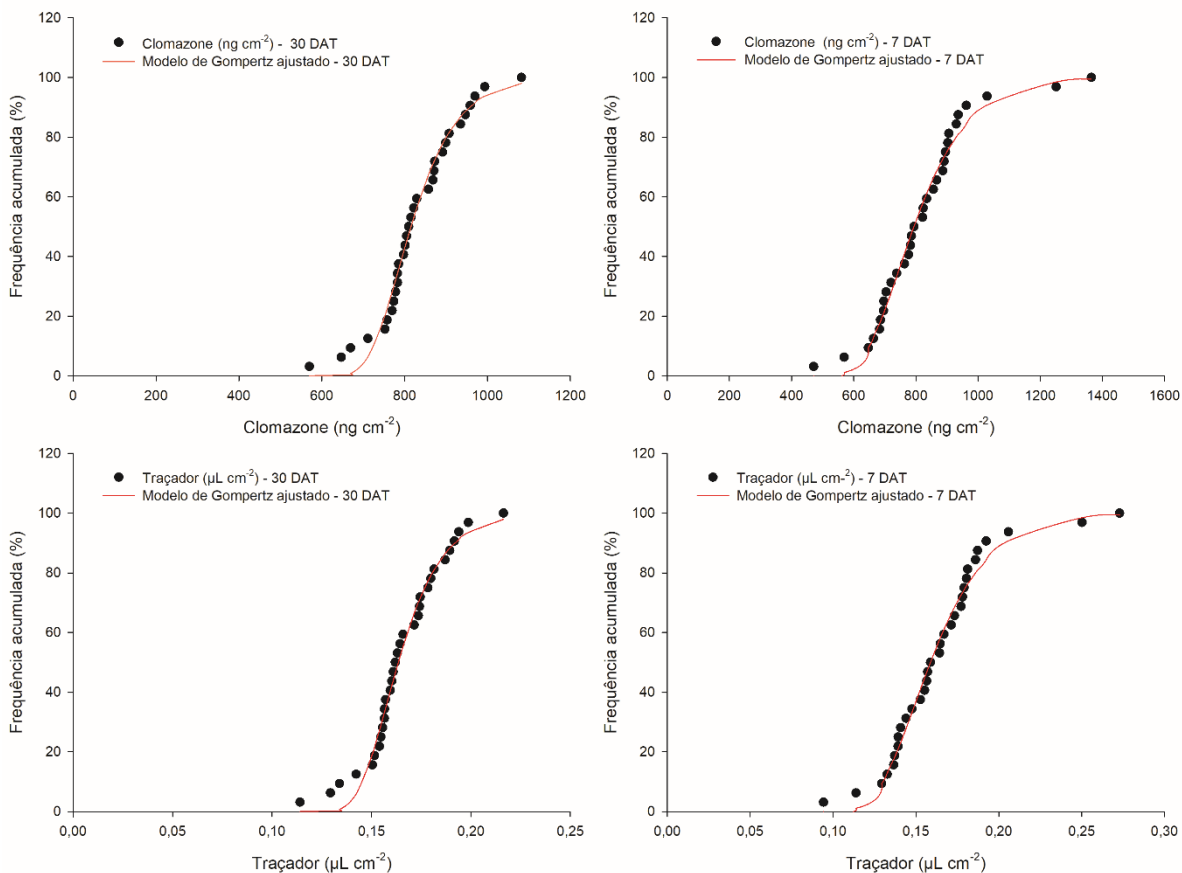 Clomazone (ng cm⁻²) - 30 DAT
Modelo de Gompertz ajustado - 30 DAT
Frequência acumulada (%)
120
100
80
60
40
20
0
0 200 400 600 800 1000 1200
Clomazone (ng cm⁻²)
Clomazone (ng cm⁻²) - 7 DAT
Modelo de Gompertz ajustado - 7 DAT
Frequência acumulada (%)
120
100
80
60
40
20
0
0 200 400 600 800 1000 1200 1400 1600
Clomazone (ng cm⁻²)
Traçador (µL cm⁻²) - 30 DAT
Modelo de Gompertz ajustado - 30 DAT
Frequência acumulada (%)
120
100
80
60
40
20
0
0,00 0,05 0,10 0,15 0,20 0,25
Traçador (µL cm⁻²)
Traçador (µL cm-²) - 7 DAT
Modelo de Gompertz ajustado - 7 DAT
Frequência acumulada (%)
120
100
80
60
40
20
0
0,00 0,05 0,10 0,15 0,20 0,25 0,30
Traçador (µL cm⁻²)